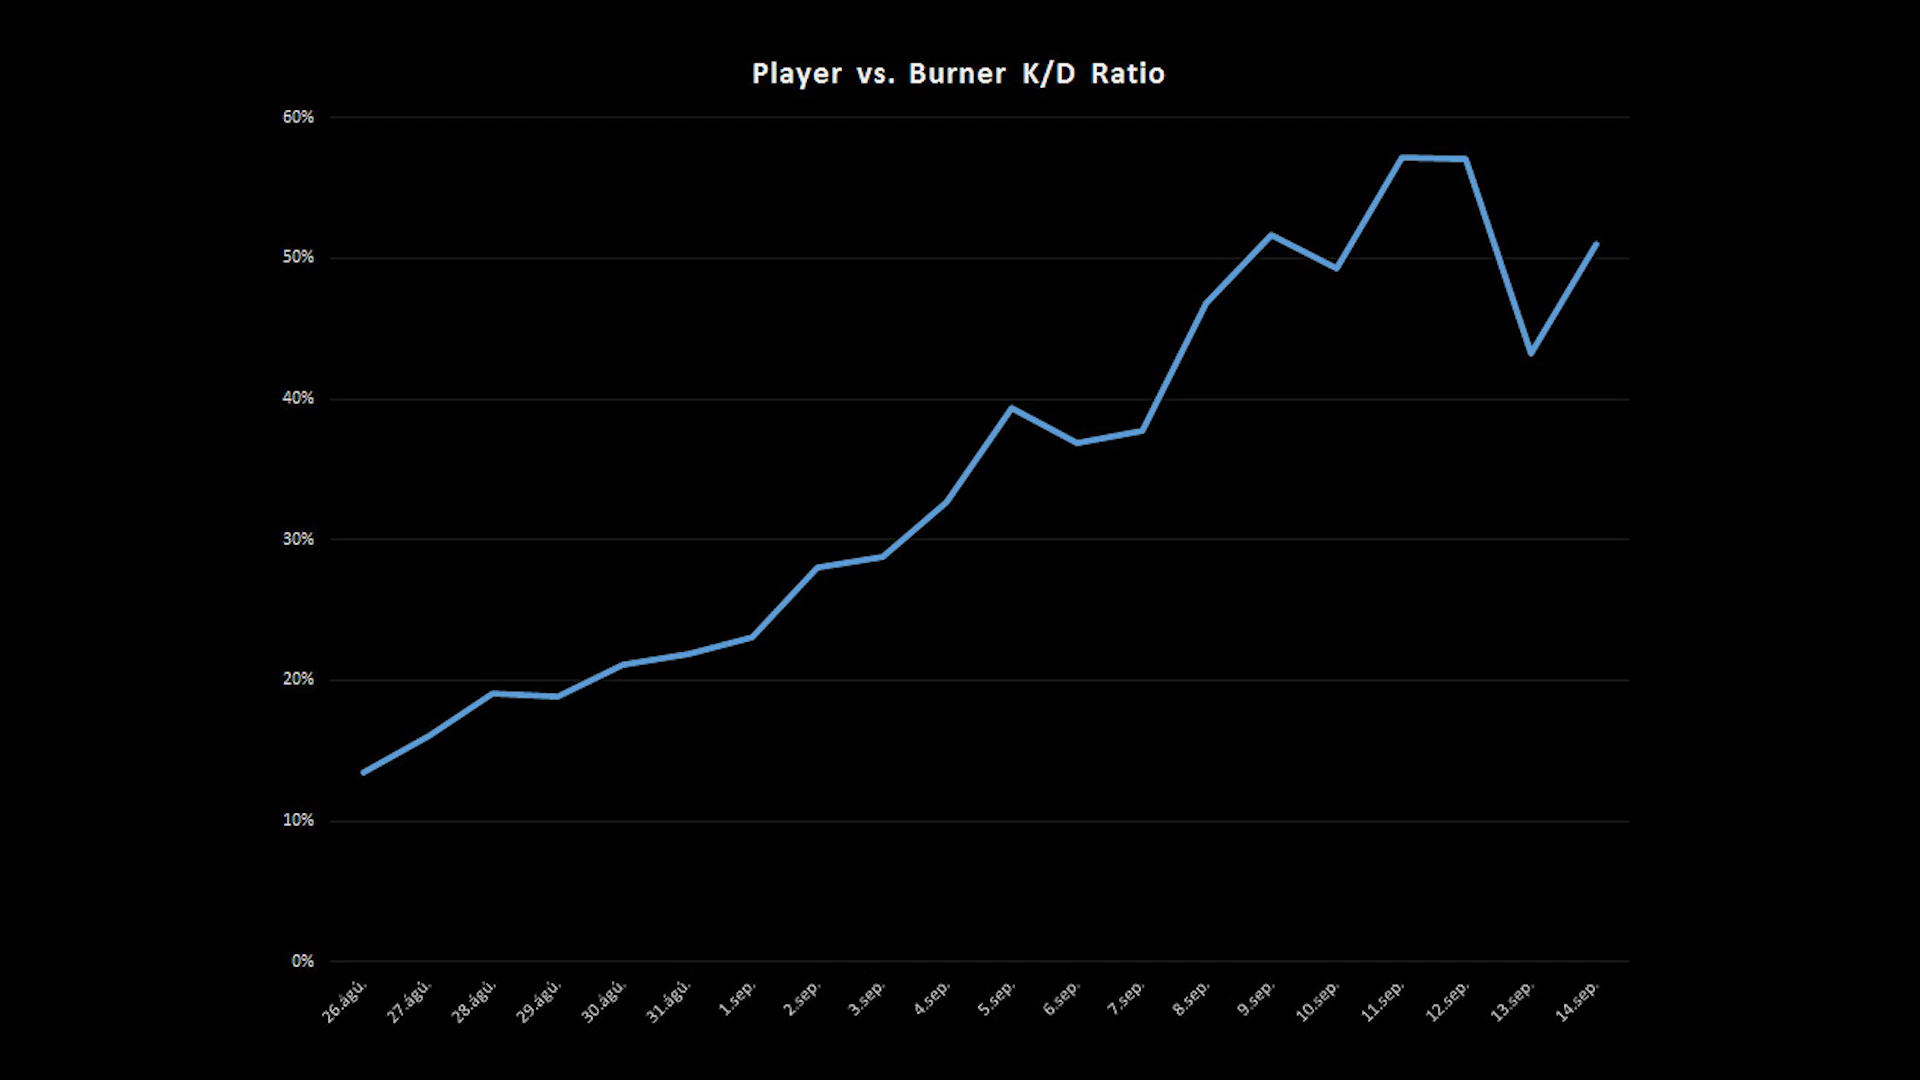 Player vs. Burner K/D Ratio
60%
50%
40%
30%
20%
10%
0%
26.ágú.
27.ágú.
28.ágú.
29.ágú.
30.ágú.
31.ágú.
1.sep.
2.sep.
3.sep.
4.sep.
5.sep.
6.sep.
7.sep.
8.sep.
9.sep.
10.sep.
11.sep.
12.sep.
13.sep.
14.sep.